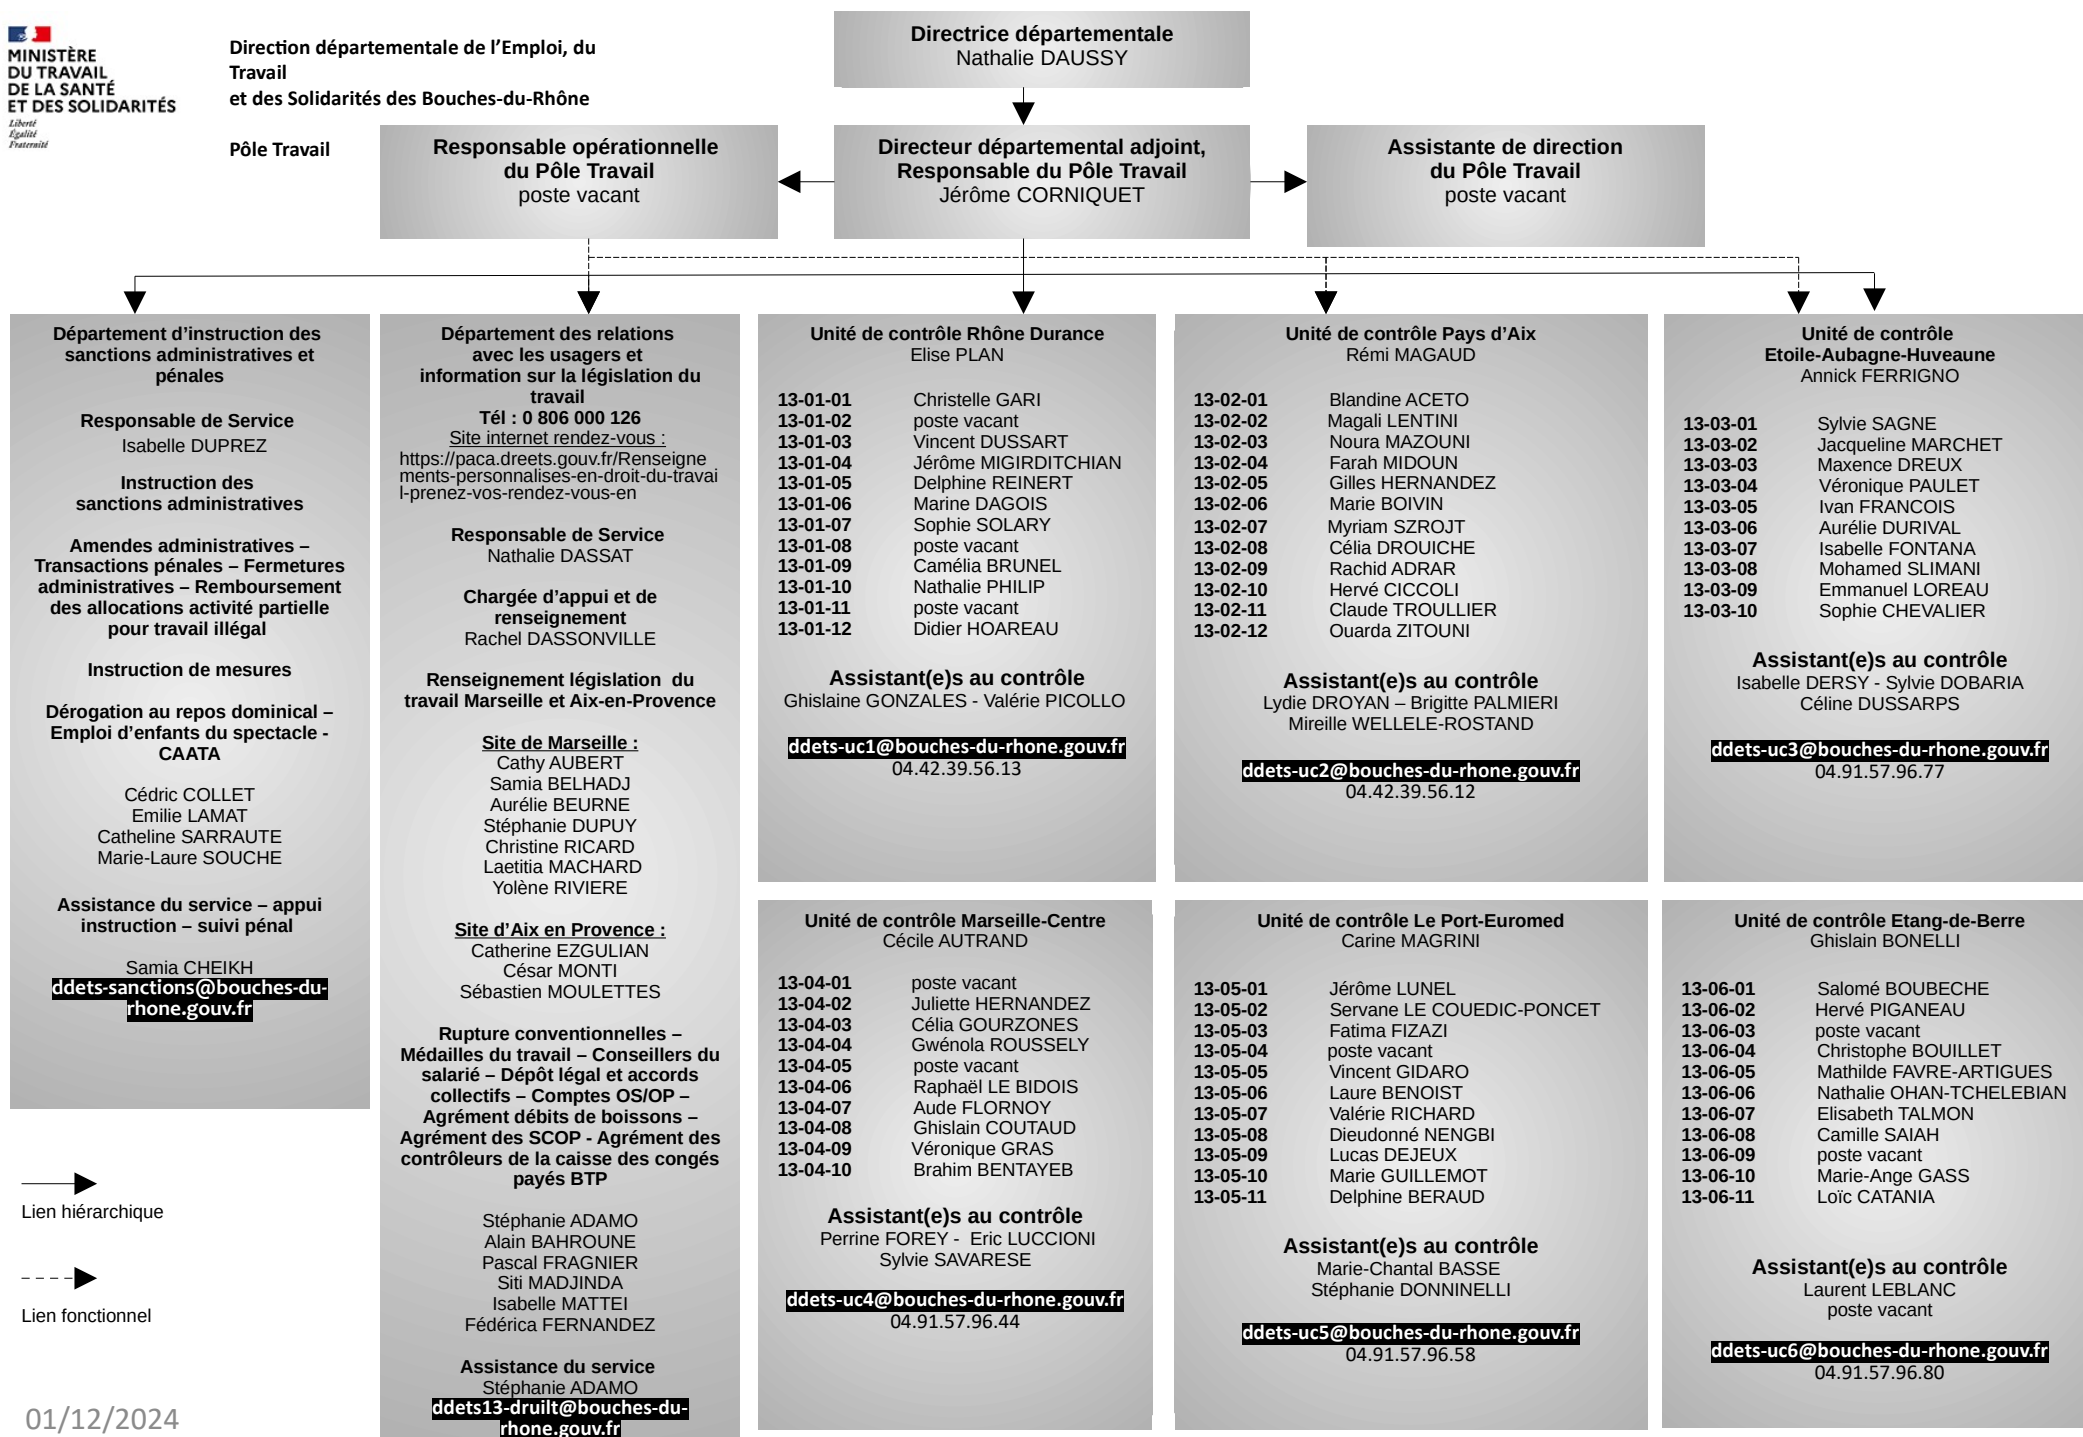 MINISTÈRE
DU TRAVAIL
DE LA SANTÉ
ET DES SOLIDARITÉS
Liberté
Égalité
Fraternité
Direction départementale de l’Emploi, du
Travail
et des Solidarités des Bouches-du-Rhône
Pôle Travail
Directrice départementale
Nathalie DAUSSY
Responsable opérationnelle
du Pôle Travail
poste vacant
Directeur départemental adjoint,
Responsable du Pôle Travail
Jérôme CORNIQUET
Assistante de direction
du Pôle Travail
poste vacant
Département d’instruction des
sanctions administratives et
pénales
Responsable de Service
Isabelle DUPREZ
Instruction des
sanctions administratives
Amendes administratives –
Transactions pénales – Fermetures
administratives – Remboursement
des allocations activité partielle
pour travail illégal
Instruction de mesures
Dérogation au repos dominical –
Emploi d’enfants du spectacle -
CAATA
Cédric COLLET
Emilie LAMAT
Catheline SARRAUTE
Marie-Laure SOUCHE
Assistance du service – appui
instruction – suivi pénal
Samia CHEIKH
ddets-sanctions@bouches-du-
rhone.gouv.fr
Département des relations
avec les usagers et
information sur la législation du
travail
Tél : 0 806 000 126
Site internet rendez-vous :
https://paca.dreets.gouv.fr/Renseigne
ments-personnalises-en-droit-du-travai
l-prenez-vos-rendez-vous-en
Responsable de Service
Nathalie DASSAT
Chargée d’appui et de
renseignement
Rachel DASSONVILLE
Renseignement législation du
travail Marseille et Aix-en-Provence
Site de Marseille :
Cathy AUBERT
Samia BELHADJ
Aurélie BEURNE
Stéphanie DUPUY
Christine RICARD
Laetitia MACHARD
Yolène RIVIERE
Site d’Aix en Provence :
Catherine EZGULIAN
César MONTI
Sébastien MOULETTES
Rupture conventionnelles –
Médailles du travail – Conseillers du
salarié – Dépôt légal et accords
collectifs – Comptes OS/OP –
Agrément débits de boissons –
Agrément des SCOP - Agrément des
contrôleurs de la caisse des congés
payés BTP
Stéphanie ADAMO
Alain BAHROUNE
Pascal FRAGNIER
Siti MADJINDA
Isabelle MATTEI
Fédérica FERNANDEZ
Assistance du service
Stéphanie ADAMO
ddets13-druilt@bouches-du-
rhone.gouv.fr
Unité de contrôle Rhône Durance
Elise PLAN
13-01-01 Christelle GARI
13-01-02 poste vacant
13-01-03 Vincent DUSSART
13-01-04 Jérôme MIGIRDITCHIAN
13-01-05 Delphine REINERT
13-01-06 Marine DAGOIS
13-01-07 Sophie SOLARY
13-01-08 poste vacant
13-01-09 Camélia BRUNEL
13-01-10 Nathalie PHILIP
13-01-11 poste vacant
13-01-12 Didier HOAREAU
Assistant(e)s au contrôle
Ghislaine GONZALES - Valérie PICOLLO
ddets-uc1@bouches-du-rhone.gouv.fr
04.42.39.56.13
Unité de contrôle Pays d’Aix
Rémi MAGAUD
13-02-01 Blandine ACETO
13-02-02 Magali LENTINI
13-02-03 Noura MAZOUNI
13-02-04 Farah MIDOUN
13-02-05 Gilles HERNANDEZ
13-02-06 Marie BOIVIN
13-02-07 Myriam SZROJT
13-02-08 Célia DROUICHE
13-02-09 Rachid ADRAR
13-02-10 Hervé CICCOLI
13-02-11 Claude TROULLIER
13-02-12 Ouarda ZITOUNI
Assistant(e)s au contrôle
Lydie DROYAN – Brigitte PALMIERI
Mireille WELLELE-ROSTAND
ddets-uc2@bouches-du-rhone.gouv.fr
04.42.39.56.12
Unité de contrôle
Etoile-Aubagne-Huveaune
Annick FERRIGNO
13-03-01 Sylvie SAGNE
13-03-02 Jacqueline MARCHET
13-03-03 Maxence DREUX
13-03-04 Véronique PAULET
13-03-05 Ivan FRANCOIS
13-03-06 Aurélie DURIVAL
13-03-07 Isabelle FONTANA
13-03-08 Mohamed SLIMANI
13-03-09 Emmanuel LOREAU
13-03-10 Sophie CHEVALIER
Assistant(e)s au contrôle
Isabelle DERSY - Sylvie DOBARIA
Céline DUSSARPS
ddets-uc3@bouches-du-rhone.gouv.fr
04.91.57.96.77
Unité de contrôle Marseille-Centre
Cécile AUTRAND
13-04-01 poste vacant
13-04-02 Juliette HERNANDEZ
13-04-03 Célia GOURZONES
13-04-04 Gwénola ROUSSELY
13-04-05 poste vacant
13-04-06 Raphaël LE BIDOIS
13-04-07 Aude FLORNOY
13-04-08 Ghislain COUTAUD
13-04-09 Véronique GRAS
13-04-10 Brahim BENTAYEB
Assistant(e)s au contrôle
Perrine FOREY - Eric LUCCIONI
Sylvie SAVARESE
ddets-uc4@bouches-du-rhone.gouv.fr
04.91.57.96.44
Unité de contrôle Le Port-Euromed
Carine MAGRINI
13-05-01 Jérôme LUNEL
13-05-02 Servane LE COUEDIC-PONCET
13-05-03 Fatima FIZAZI
13-05-04 poste vacant
13-05-05 Vincent GIDARO
13-05-06 Laure BENOIST
13-05-07 Valérie RICHARD
13-05-08 Dieudonné NENGBI
13-05-09 Lucas DEJEUX
13-05-10 Marie GUILLEMOT
13-05-11 Delphine BERAUD
Assistant(e)s au contrôle
Marie-Chantal BASSE
Stéphanie DONNINELLI
ddets-uc5@bouches-du-rhone.gouv.fr
04.91.57.96.58
Unité de contrôle Etang-de-Berre
Ghislain BONELLI
13-06-01 Salomé BOUBECHE
13-06-02 Hervé PIGANEAU
13-06-03 poste vacant
13-06-04 Christophe BOUILLET
13-06-05 Mathilde FAVRE-ARTIGUES
13-06-06 Nathalie OHAN-TCHELEBIAN
13-06-07 Elisabeth TALMON
13-06-08 Camille SAIAH
13-06-09 poste vacant
13-06-10 Marie-Ange GASS
13-06-11 Loïc CATANIA
Assistant(e)s au contrôle
Laurent LEBLANC
poste vacant
ddets-uc6@bouches-du-rhone.gouv.fr
04.91.57.96.80
Lien hiérarchique
Lien fonctionnel
01/12/2024